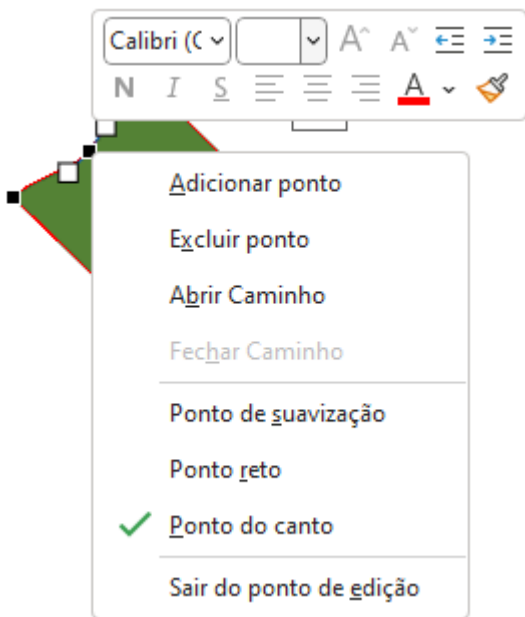 Calibri (C
A A
N I S A
Adicionar ponto
Excluir ponto
Abrir Caminho
Fechar Caminho
Ponto de suavização
Ponto reto
Ponto do canto
Sair do ponto de edição